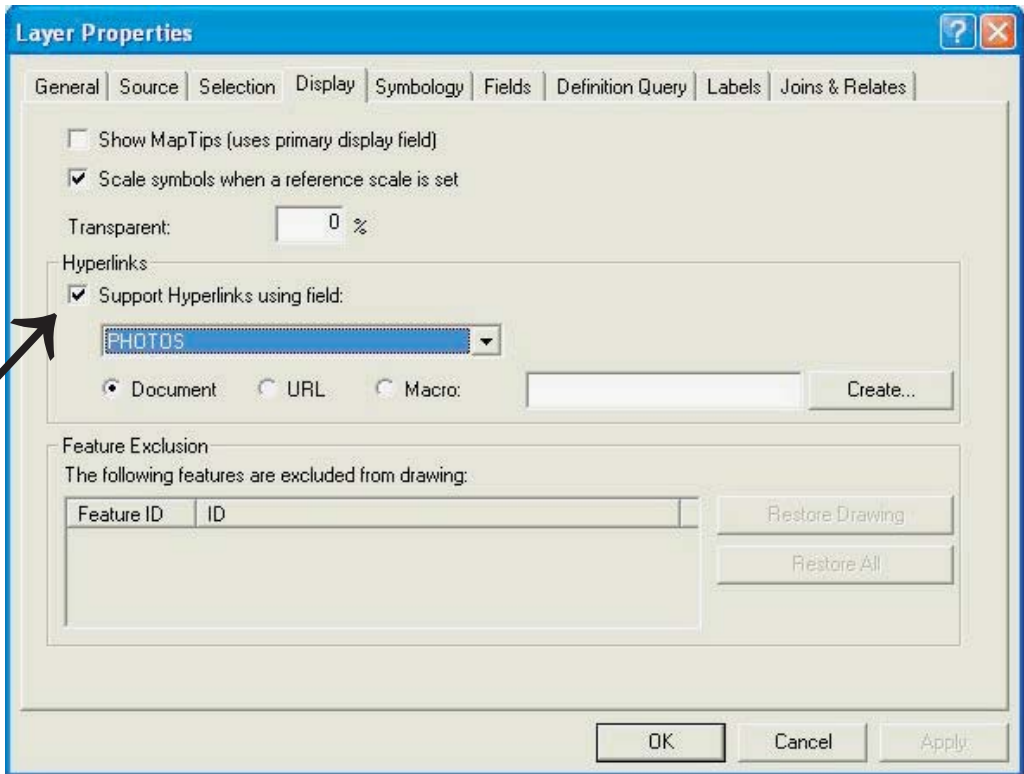 Layer Properties
General Source Selection Display Symbology Fields Definition Query Labels Joins & Relates
Show MapTips (uses primary display field)
Scale symbols when a reference scale is set
Transparent: 0 %
Hyperlinks
Support Hyperlinks using field:
PHOTOS
Document URL Macro: Create...
Feature Exclusion
The following features are excluded from drawing:
Feature ID ID
Restore Drawing
Restore All
OK Cancel Apply